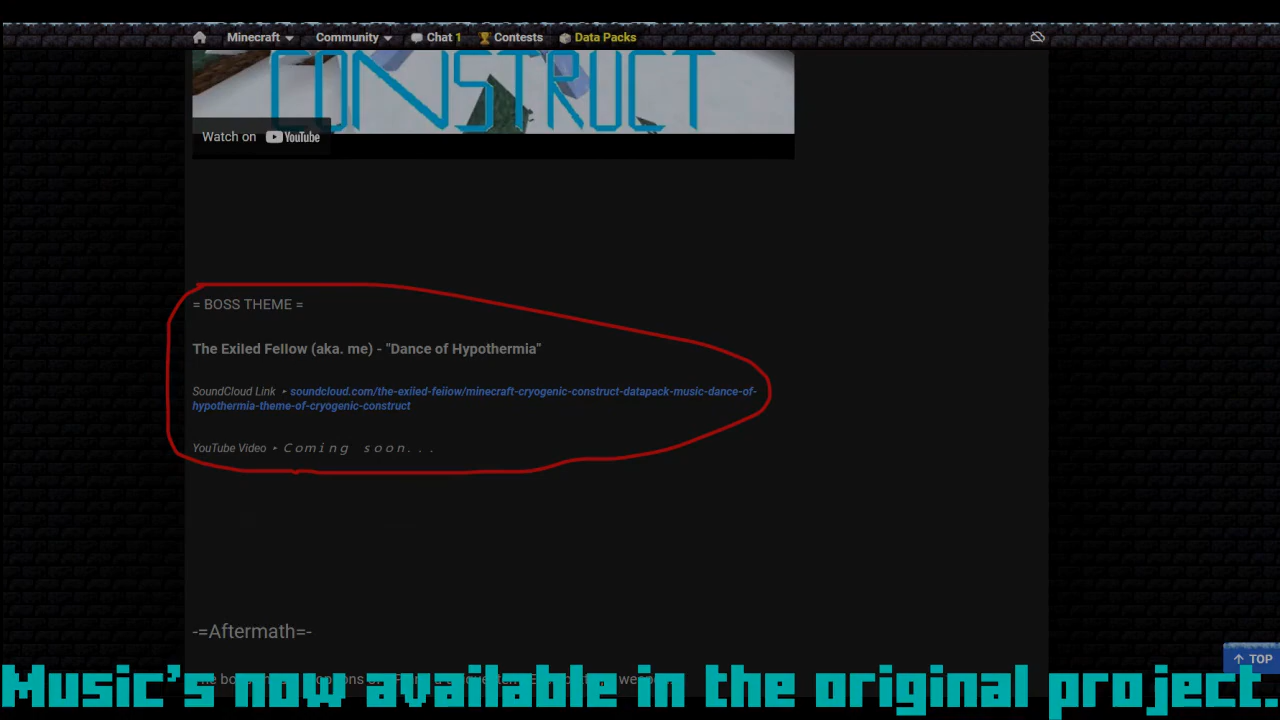 Minecraft Community Chat 1 Contests Data Packs
CONSTRUCT
Watch on YouTube
= BOSS THEME =
The Exiled Fellow (aka. me) - "Dance of Hypothermia"
SoundCloud Link ▸ soundcloud.com/the-exiled-fellow/minecraft-cryogenic-construct-datapack-music-dance-of-
hypothermia-theme-of-cryogenic-construct
YouTube Video ▸ Coming soon...
-=Aftermath=-
TOP
Music's now available in the original project.